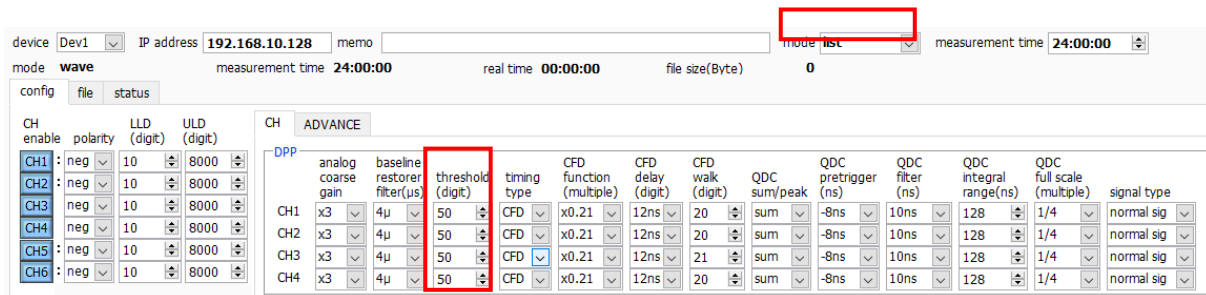 device Dev1 IP address 192.168.10.128 memo mode list measurement time 24:00:00
mode wave measurement time 24:00:00 real time 00:00:00 file size(Byte) 0
config file status
CH enable polarity LLD (digit) ULD (digit)
CH1 : neg 10 8000
CH2 : neg 10 8000
CH3 neg 10 8000
CH4 neg 10 8000
CH5 : neg 10 8000
CH6 : neg 10 8000
CH ADVANCE
DPP
analog coarse gain baseline restorer filter(μs) threshold (digit) timing type CFD function (multiple) CFD delay (digit) CFD walk (digit) QDC sum/peak QDC pretrigger (ns) QDC filter (ns) QDC integral range(ns) QDC full scale (multiple) signal type
CH1 x3 4μ 50 CFD x0.21 12ns 20 sum -8ns 10ns 128 1/4 normal sig
CH2 x3 4μ 50 CFD x0.21 12ns 20 sum -8ns 10ns 128 1/4 normal sig
CH3 x3 4μ 50 CFD x0.21 12ns 21 sum -8ns 10ns 128 1/4 normal sig
CH4 x3 4μ 50 CFD x0.21 12ns 20 sum -8ns 10ns 128 1/4 normal sig